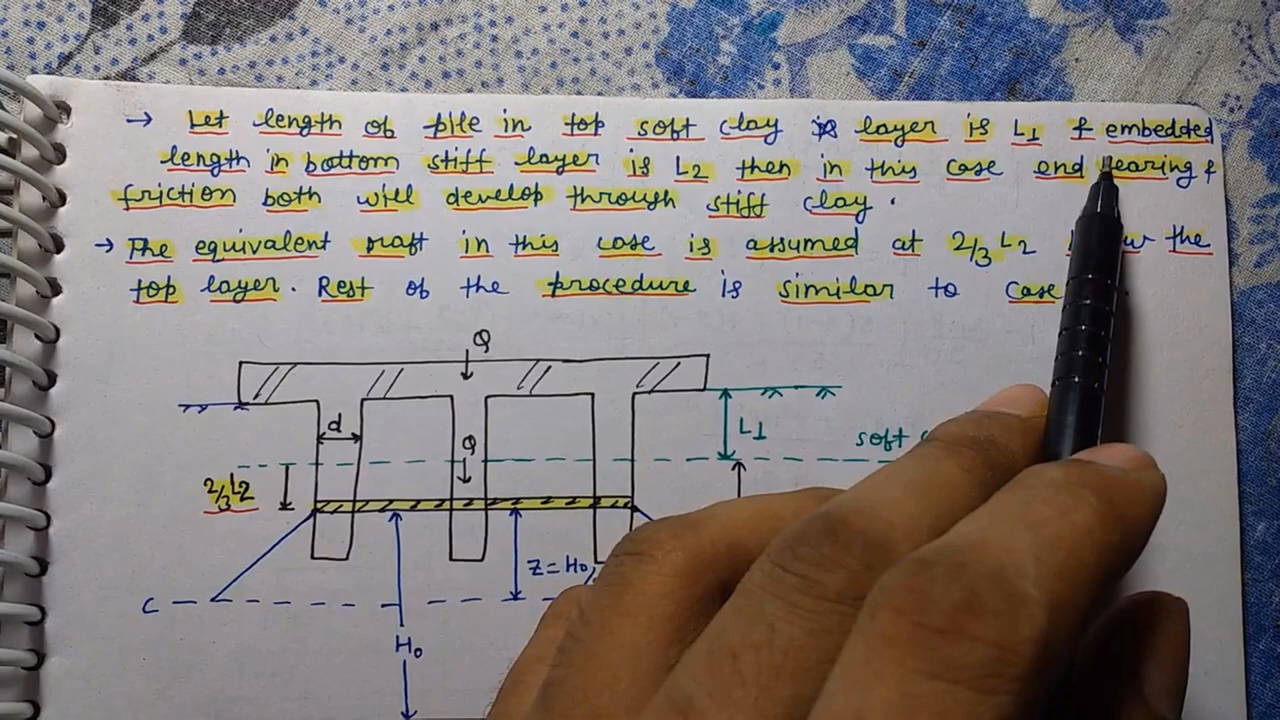 → Let length of pile in top soft clay layer is L1 & embedded
length in bottom stiff layer is L2 then in this case end bearing &
friction both will develop through stiff clay.
→ The equivalent raft in this case is assumed at 2/3 L2 the
top layer. Rest of the procedure is similar to case
Q
d
Q
L1
soft
2/3 L2
Z = H0
C
H0